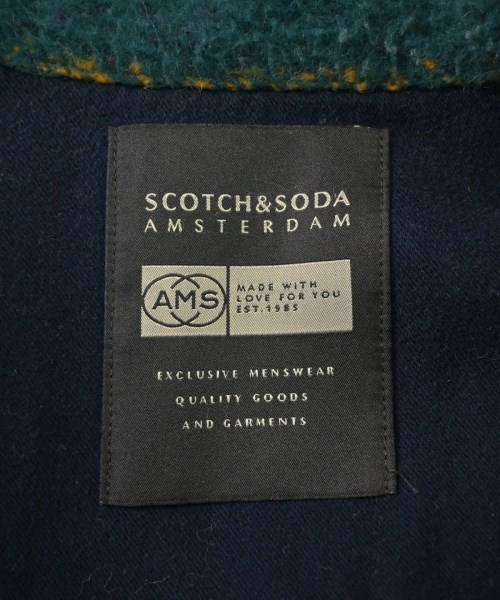 SCOTCH&SODA
AMSTERDAM
AMS
MADE WITH
LOVE FOR YOU
EST.1985
EXCLUSIVE MENSWEAR
QUALITY GOODS
AND GARMENTS